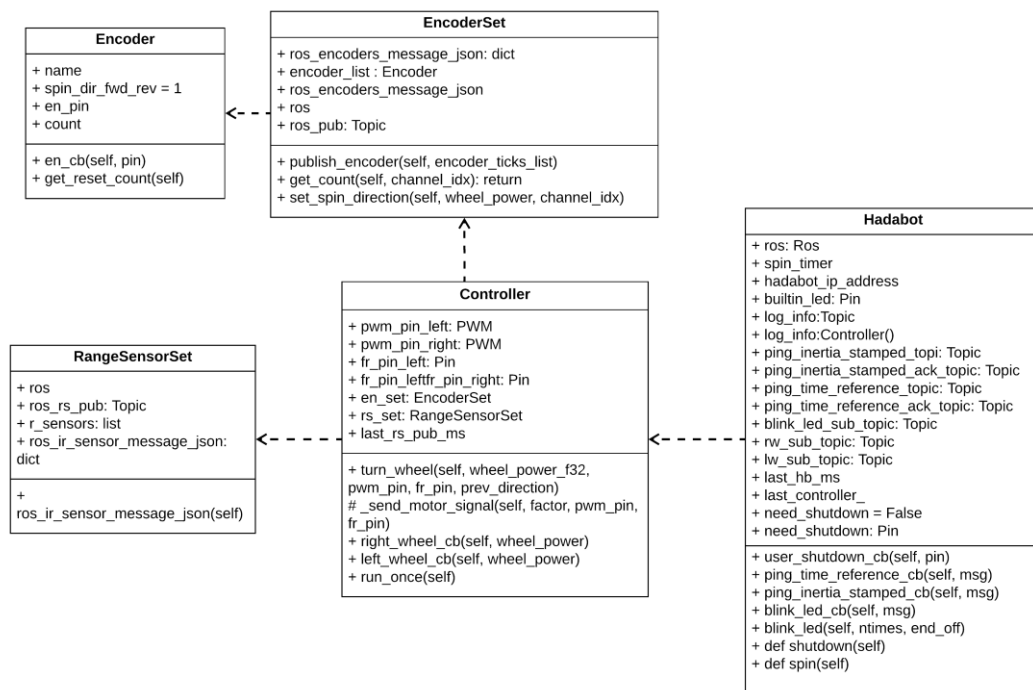 Encoder
+ name
+ spin_dir_fwd_rev = 1
+ en_pin
+ count
+ en_cb(self, pin)
+ get_reset_count(self)
EncoderSet
+ ros_encoders_message_json: dict
+ encoder_list : Encoder
+ ros_encoders_message_json
+ ros
+ ros_pub: Topic
+ publish_encoder(self, encoder_ticks_list)
+ get_count(self, channel_idx): return
+ set_spin_direction(self, wheel_power, channel_idx)
RangeSensorSet
+ ros
+ ros_rs_pub: Topic
+ r_sensors: list
+ ros_ir_sensor_message_json:
dict
+
ros_ir_sensor_message_json(self)
Controller
+ pwm_pin_left: PWM
+ pwm_pin_right: PWM
+ fr_pin_left: Pin
+ fr_pin_leftfr_pin_right: Pin
+ en_set: EncoderSet
+ rs_set: RangeSensorSet
+ last_rs_pub_ms
+ turn_wheel(self, wheel_power_f32,
pwm_pin, fr_pin, prev_direction)
# _send_motor_signal(self, factor, pwm_pin,
fr_pin)
+ right_wheel_cb(self, wheel_power)
+ left_wheel_cb(self, wheel_power)
+ run_once(self)
Hadabot
+ ros: Ros
+ spin_timer
+ hadabot_ip_address
+ builtin_led: Pin
+ log_info:Topic
+ log_info:Controller()
+ ping_inertia_stamped_topi: Topic
+ ping_inertia_stamped_ack_topic: Topic
+ ping_time_reference_topic: Topic
+ ping_time_reference_ack_topic: Topic
+ blink_led_sub_topic: Topic
+ rw_sub_topic: Topic
+ lw_sub_topic: Topic
+ last_hb_ms
+ last_controller_
+ need_shutdown = False
+ need_shutdown: Pin
+ user_shutdown_cb(self, pin)
+ ping_time_reference_cb(self, msg)
+ ping_inertia_stamped_cb(self, msg)
+ blink_led_cb(self, msg)
+ blink_led(self, ntimes, end_off)
+ def shutdown(self)
+ def spin(self)